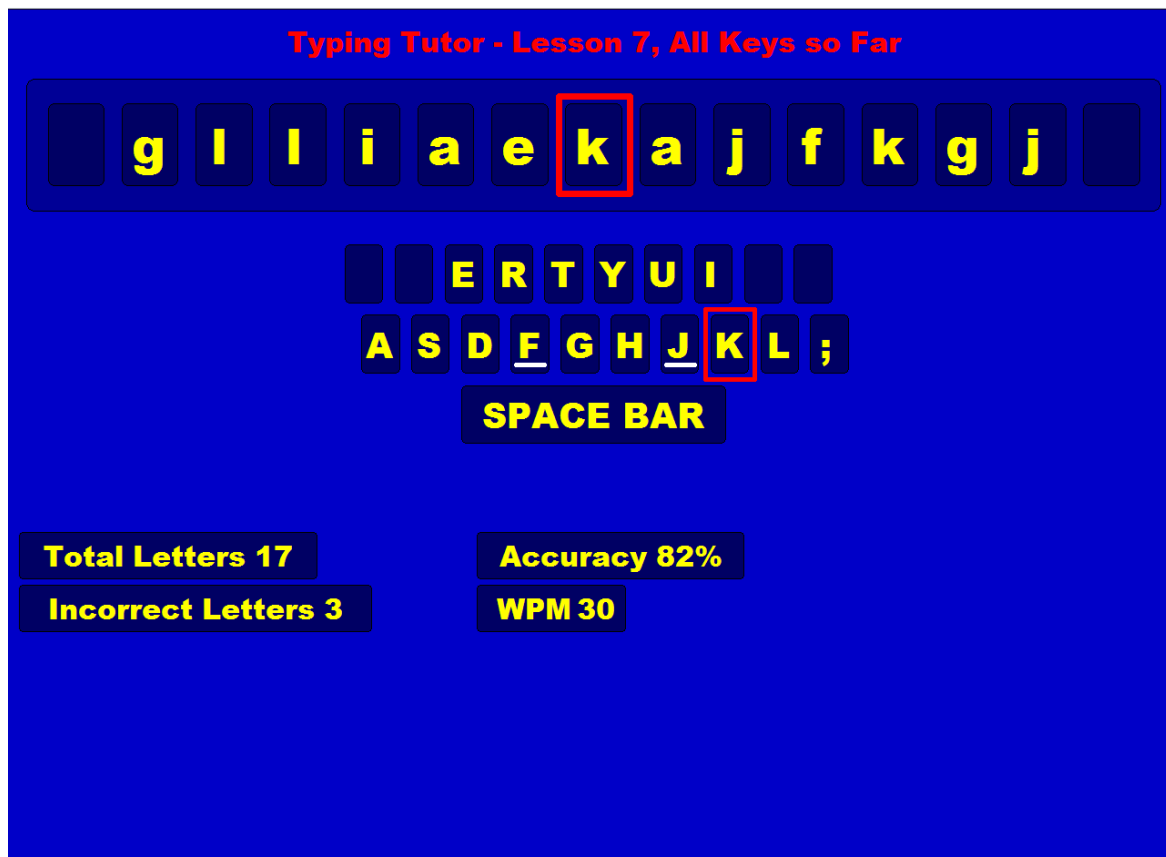 Typing Tutor - Lesson 7, All Keys so Far
g l l i a e k a j f k g j
E R T Y U I
A S D F G H J K L ;
SPACE BAR
Total Letters 17 Accuracy 82%
Incorrect Letters 3 WPM 30